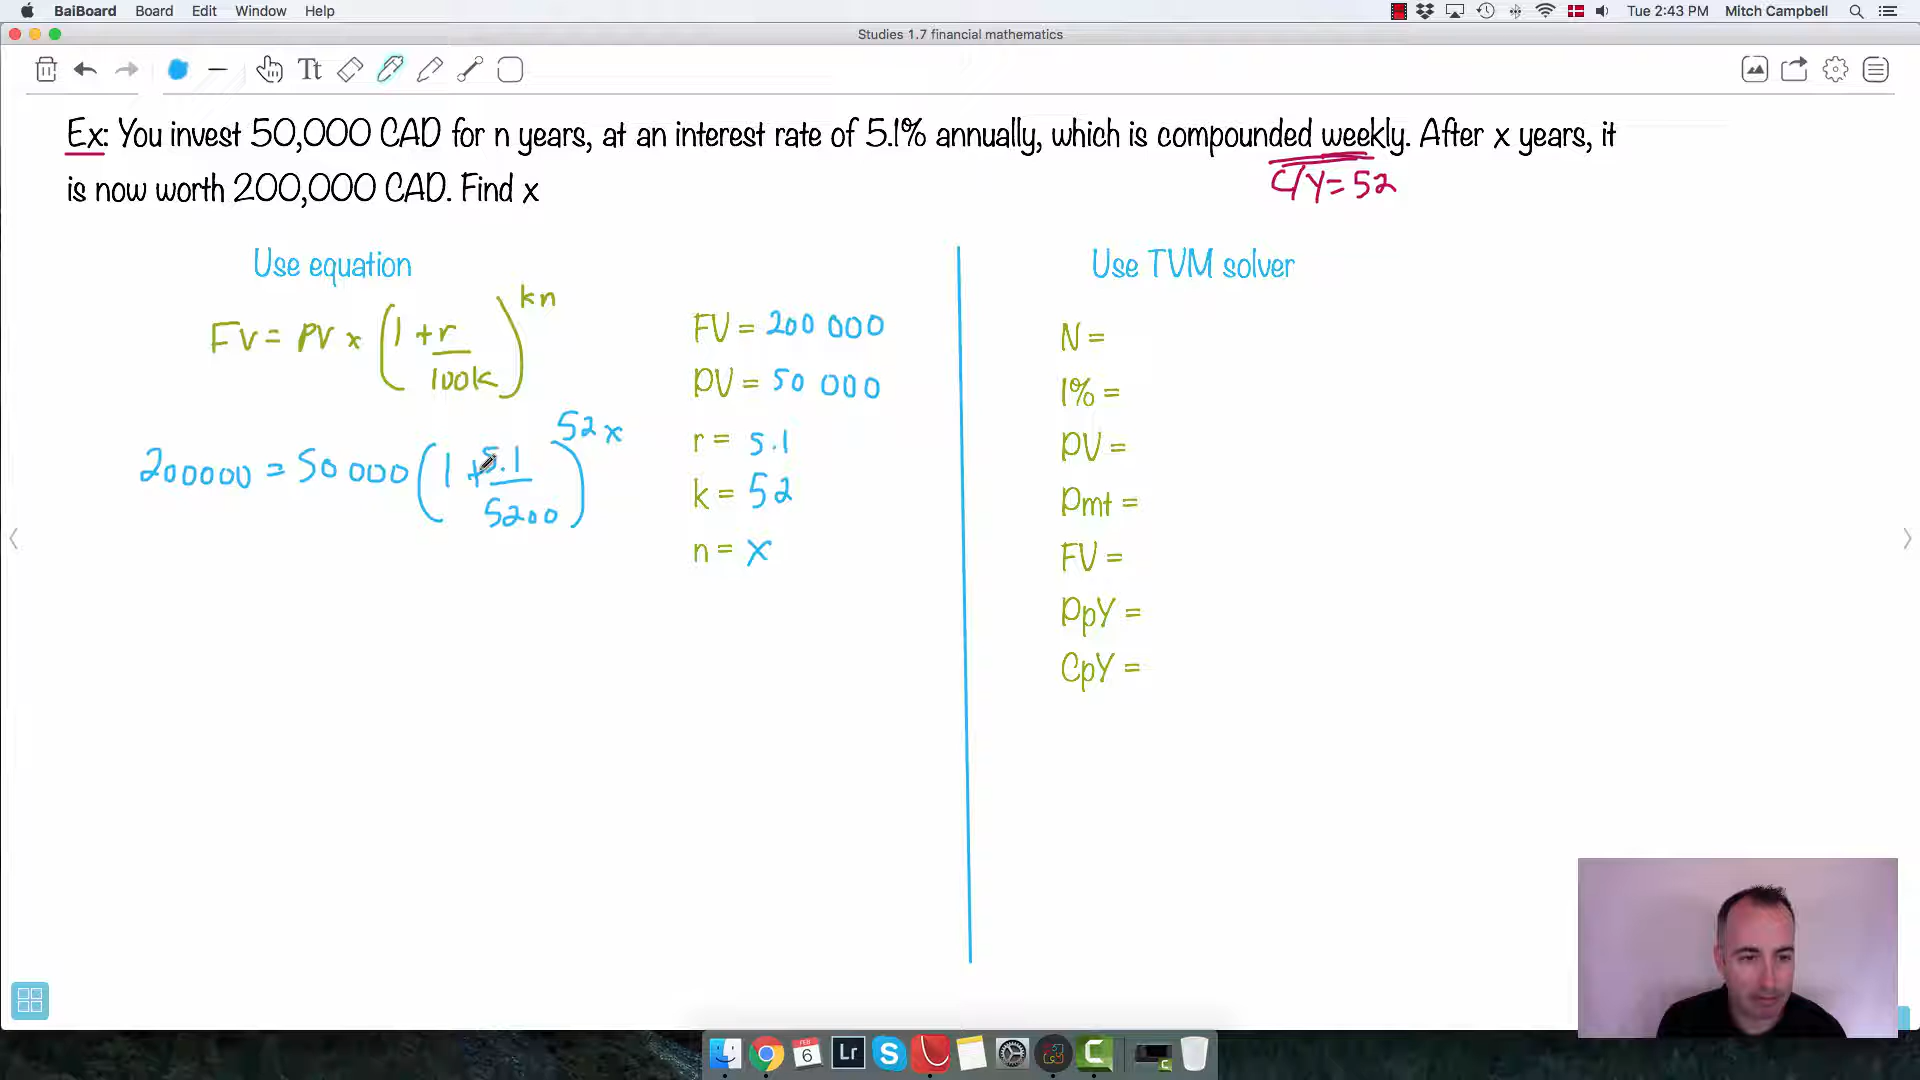 BaiBoard Board Edit Window Help Tue 2:43 PM Mitch Campbell
Studies 1.7 financial mathematics
Tt
Ex: You invest 50,000 CAD for n years, at an interest rate of 5.1% annually, which is compounded weekly. After x years, it
is now worth 200,000 CAD. Find x
C/Y = 52
Use equation
FV = PV x (1 + r/100k)^kn
200000 = 50 000 (1 + 5.1/5200)^52x
FV = 200 000
PV = 50 000
r = 5.1
k = 52
n = x
Use TVM solver
N =
I% =
PV =
Pmt =
FV =
PpY =
CpY =
FEB
6
Lr
S
C